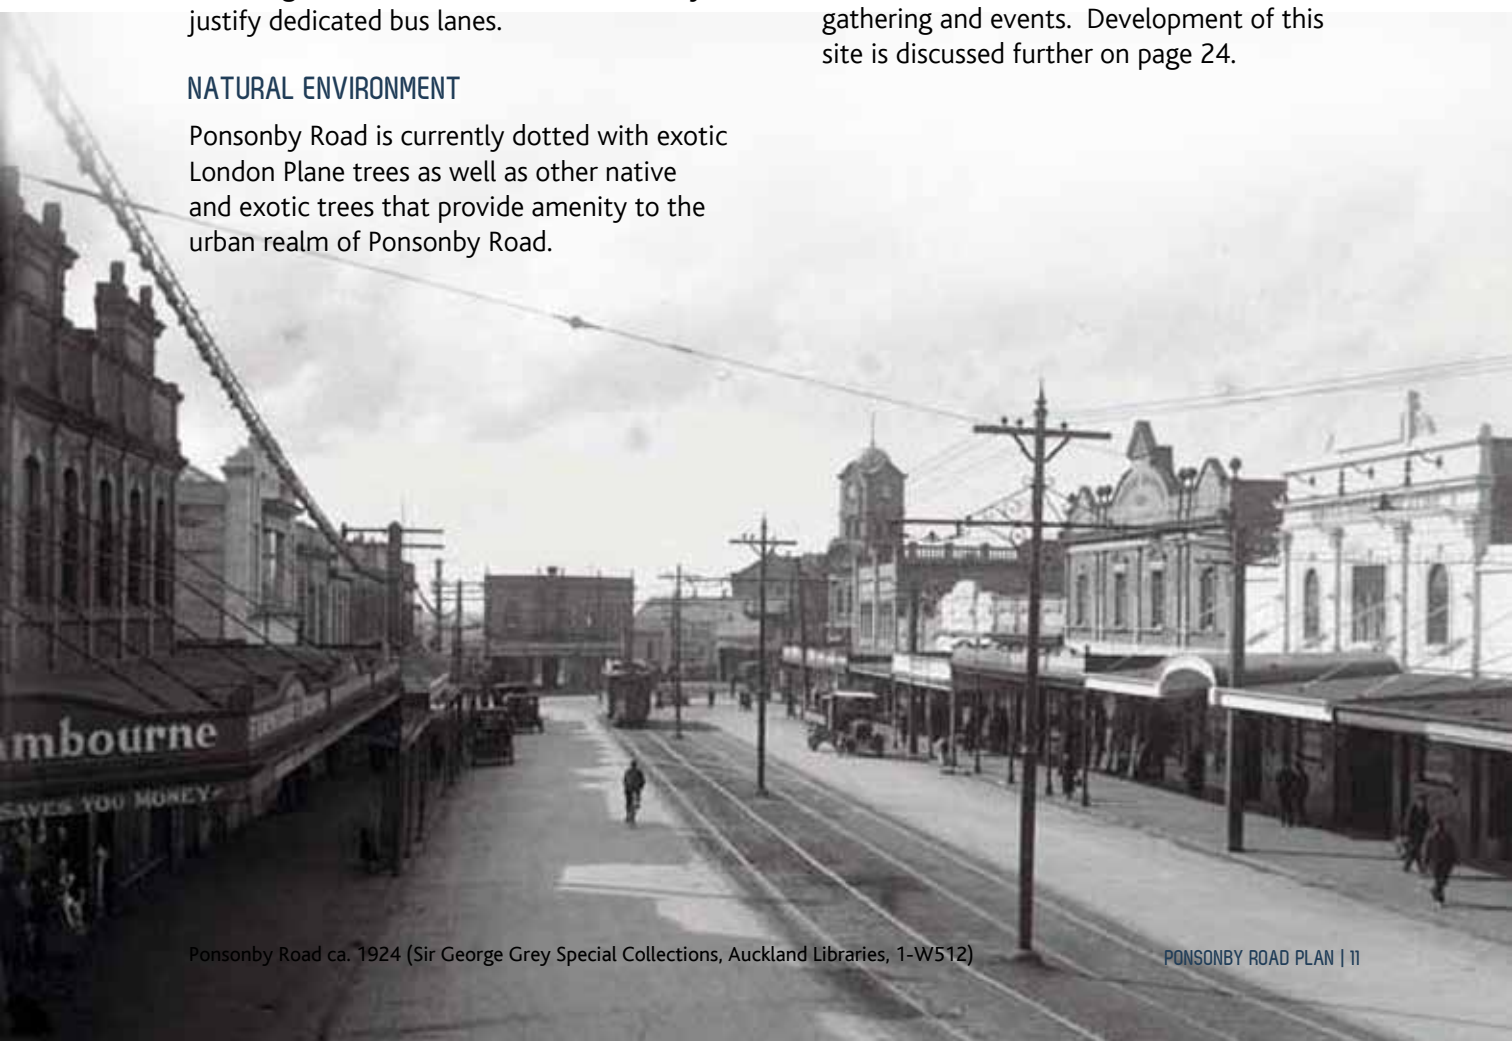 justify dedicated bus lanes.
NATURAL ENVIRONMENT
Ponsonby Road is currently dotted with exotic
London Plane trees as well as other native
and exotic trees that provide amenity to the
urban realm of Ponsonby Road.
gathering and events.  Development of this
site is discussed further on page 24.
mbourne
SAVES YOU MONEY
Ponsonby Road ca. 1924 (Sir George Grey Special Collections, Auckland Libraries, 1-W512)
PONSONBY ROAD PLAN | 11